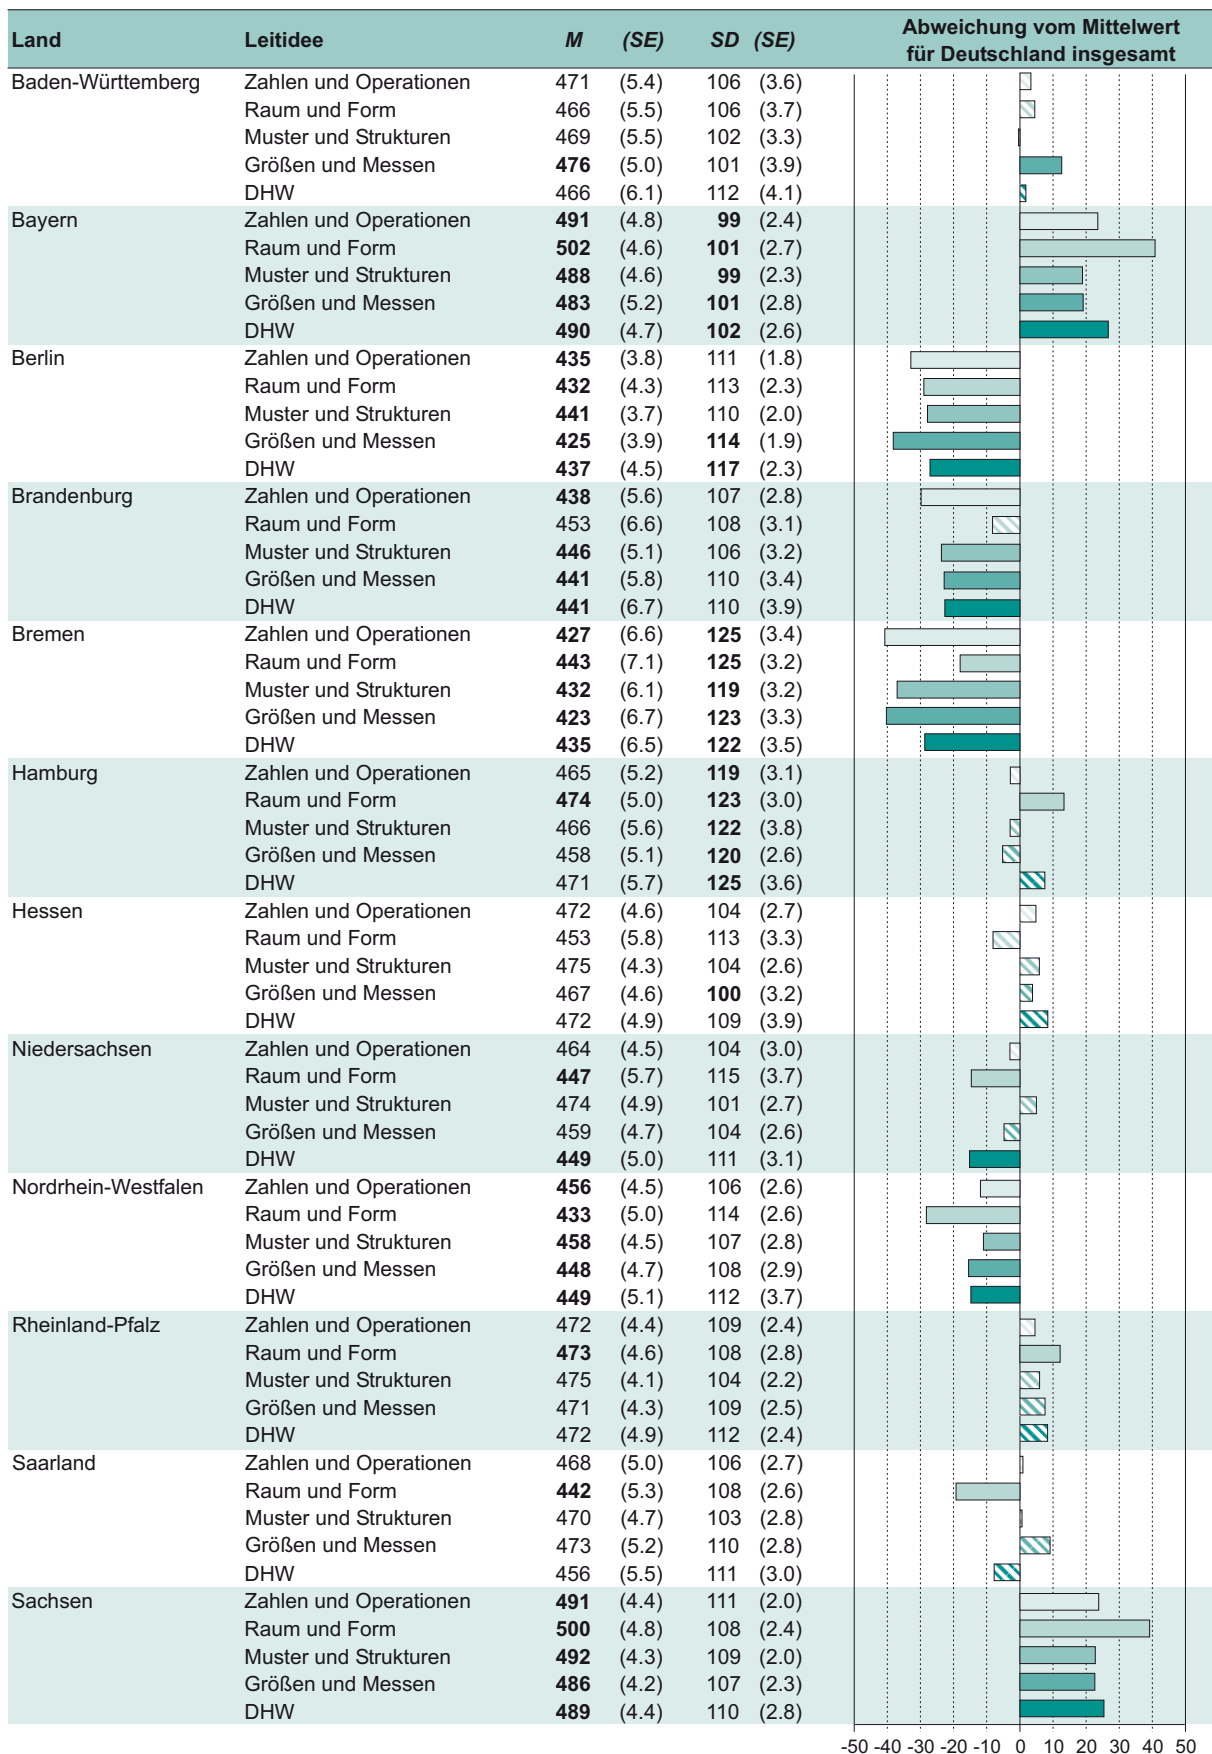 Land Leitidee M (SE) SD (SE) Abweichung vom Mittelwert
für Deutschland insgesamt
Baden-Württemberg Zahlen und Operationen 471 (5.4) 106 (3.6)
Raum und Form 466 (5.5) 106 (3.7)
Muster und Strukturen 469 (5.5) 102 (3.3)
Größen und Messen 476 (5.0) 101 (3.9)
DHW 466 (6.1) 112 (4.1)
Bayern Zahlen und Operationen 491 (4.8) 99 (2.4)
Raum und Form 502 (4.6) 101 (2.7)
Muster und Strukturen 488 (4.6) 99 (2.3)
Größen und Messen 483 (5.2) 101 (2.8)
DHW 490 (4.7) 102 (2.6)
Berlin Zahlen und Operationen 435 (3.8) 111 (1.8)
Raum und Form 432 (4.3) 113 (2.3)
Muster und Strukturen 441 (3.7) 110 (2.0)
Größen und Messen 425 (3.9) 114 (1.9)
DHW 437 (4.5) 117 (2.3)
Brandenburg Zahlen und Operationen 438 (5.6) 107 (2.8)
Raum und Form 453 (6.6) 108 (3.1)
Muster und Strukturen 446 (5.1) 106 (3.2)
Größen und Messen 441 (5.8) 110 (3.4)
DHW 441 (6.7) 110 (3.9)
Bremen Zahlen und Operationen 427 (6.6) 125 (3.4)
Raum und Form 443 (7.1) 125 (3.2)
Muster und Strukturen 432 (6.1) 119 (3.2)
Größen und Messen 423 (6.7) 123 (3.3)
DHW 435 (6.5) 122 (3.5)
Hamburg Zahlen und Operationen 465 (5.2) 119 (3.1)
Raum und Form 474 (5.0) 123 (3.0)
Muster und Strukturen 466 (5.6) 122 (3.8)
Größen und Messen 458 (5.1) 120 (2.6)
DHW 471 (5.7) 125 (3.6)
Hessen Zahlen und Operationen 472 (4.6) 104 (2.7)
Raum und Form 453 (5.8) 113 (3.3)
Muster und Strukturen 475 (4.3) 104 (2.6)
Größen und Messen 467 (4.6) 100 (3.2)
DHW 472 (4.9) 109 (3.9)
Niedersachsen Zahlen und Operationen 464 (4.5) 104 (3.0)
Raum und Form 447 (5.7) 115 (3.7)
Muster und Strukturen 474 (4.9) 101 (2.7)
Größen und Messen 459 (4.7) 104 (2.6)
DHW 449 (5.0) 111 (3.1)
Nordrhein-Westfalen Zahlen und Operationen 456 (4.5) 106 (2.6)
Raum und Form 433 (5.0) 114 (2.6)
Muster und Strukturen 458 (4.5) 107 (2.8)
Größen und Messen 448 (4.7) 108 (2.9)
DHW 449 (5.1) 112 (3.7)
Rheinland-Pfalz Zahlen und Operationen 472 (4.4) 109 (2.4)
Raum und Form 473 (4.6) 108 (2.8)
Muster und Strukturen 475 (4.1) 104 (2.2)
Größen und Messen 471 (4.3) 109 (2.5)
DHW 472 (4.9) 112 (2.4)
Saarland Zahlen und Operationen 468 (5.0) 106 (2.7)
Raum und Form 442 (5.3) 108 (2.6)
Muster und Strukturen 470 (4.7) 103 (2.8)
Größen und Messen 473 (5.2) 110 (2.8)
DHW 456 (5.5) 111 (3.0)
Sachsen Zahlen und Operationen 491 (4.4) 111 (2.0)
Raum und Form 500 (4.8) 108 (2.4)
Muster und Strukturen 492 (4.3) 109 (2.0)
Größen und Messen 486 (4.2) 107 (2.3)
DHW 489 (4.4) 110 (2.8)
-50 -40 -30 -20 -10 0 10 20 30 40 50